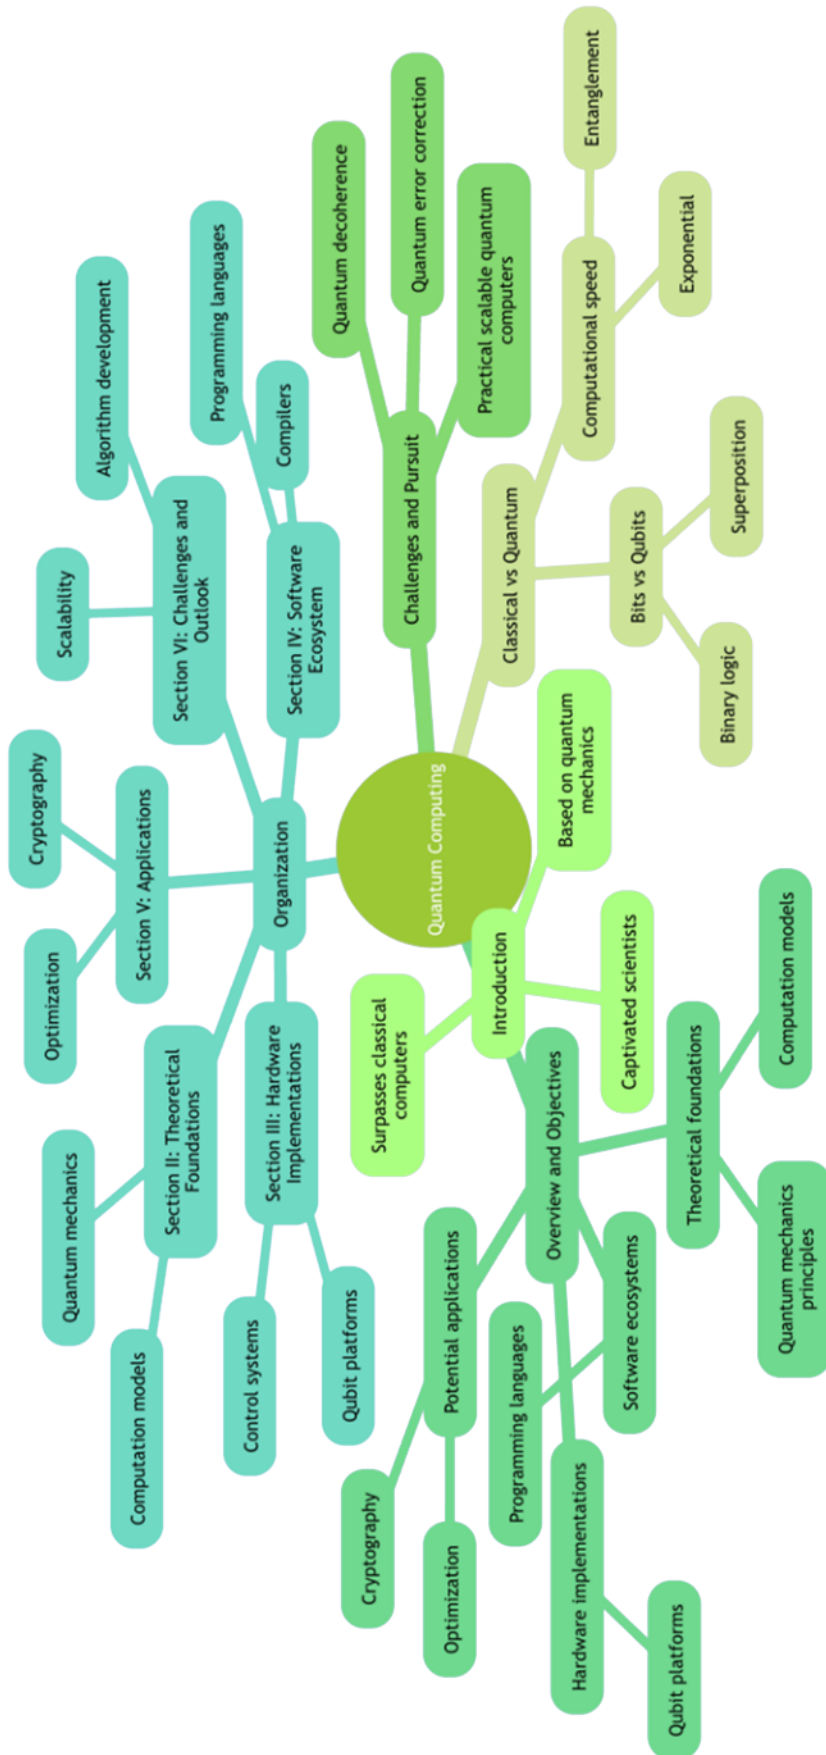 Quantum Computing
Organization
Section II: Theoretical
Foundations
Computation models
Quantum mechanics
Section III: Hardware
Implementations
Control systems
Qubit platforms
Section V: Applications
Optimization
Cryptography
Section VI: Challenges and
Outlook
Scalability
Algorithm development
Section IV: Software
Ecosystem
Programming languages
Compilers
Challenges and Pursuit
Quantum decoherence
Quantum error correction
Practical scalable quantum
computers
Classical vs Quantum
Computational speed
Entanglement
Exponential
Bits vs Qubits
Binary logic
Superposition
Introduction
Surpasses classical
computers
Captivated scientists
Based on quantum
mechanics
Overview and Objectives
Potential applications
Cryptography
Optimization
Software ecosystems
Programming languages
Hardware implementations
Qubit platforms
Theoretical foundations
Quantum mechanics
principles
Computation models